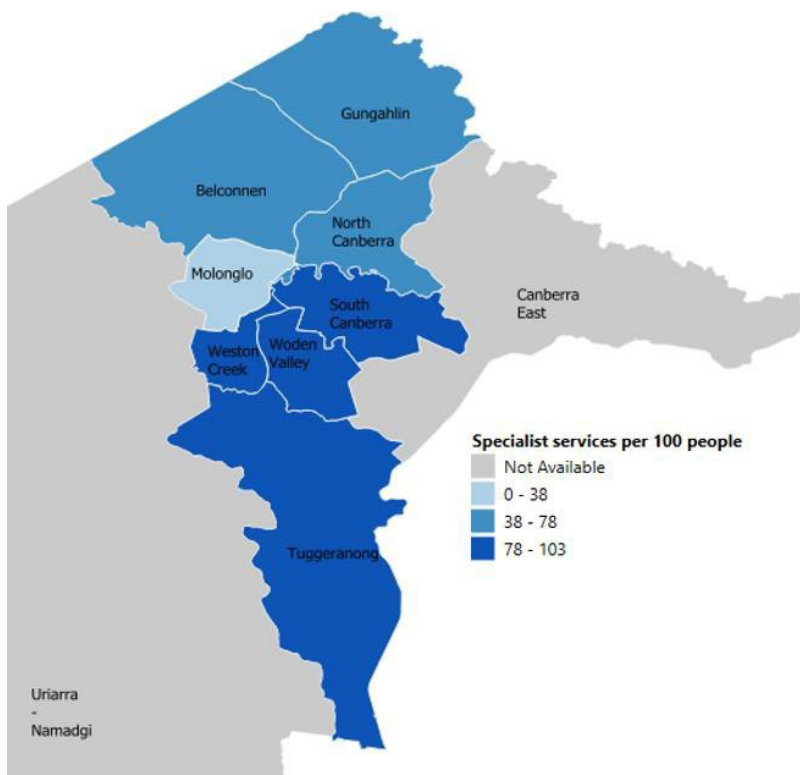 Gungahlin
Belconnen
North
Canberra
Molonglo
South
Canberra
Canberra
East
Weston
Creek
Woden
Valley
Specialist services per 100 people
Not Available
0 - 38
38 - 78
78 - 103
Tuggeranong
Uriarra
-
Namadgi